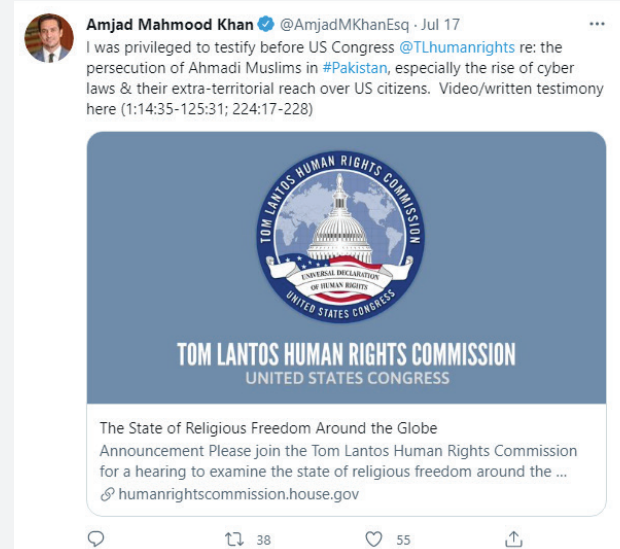 Amjad Mahmood Khan @AmjadMKhanEsq · Jul 17
I was privileged to testify before US Congress @TLhumanrights re: the
persecution of Ahmadi Muslims in #Pakistan, especially the rise of cyber
laws & their extra-territorial reach over US citizens. Video/written testimony
here (1:14:35-125:31; 224:17-228)
TOM LANTOS HUMAN RIGHTS COMMISSION
UNIVERSAL DECLARATION
OF HUMAN RIGHTS
UNITED STATES CONGRESS
TOM LANTOS HUMAN RIGHTS COMMISSION
UNITED STATES CONGRESS
The State of Religious Freedom Around the Globe
Announcement Please join the Tom Lantos Human Rights Commission
for a hearing to examine the state of religious freedom around the ...
humanrightscommission.house.gov
38 55